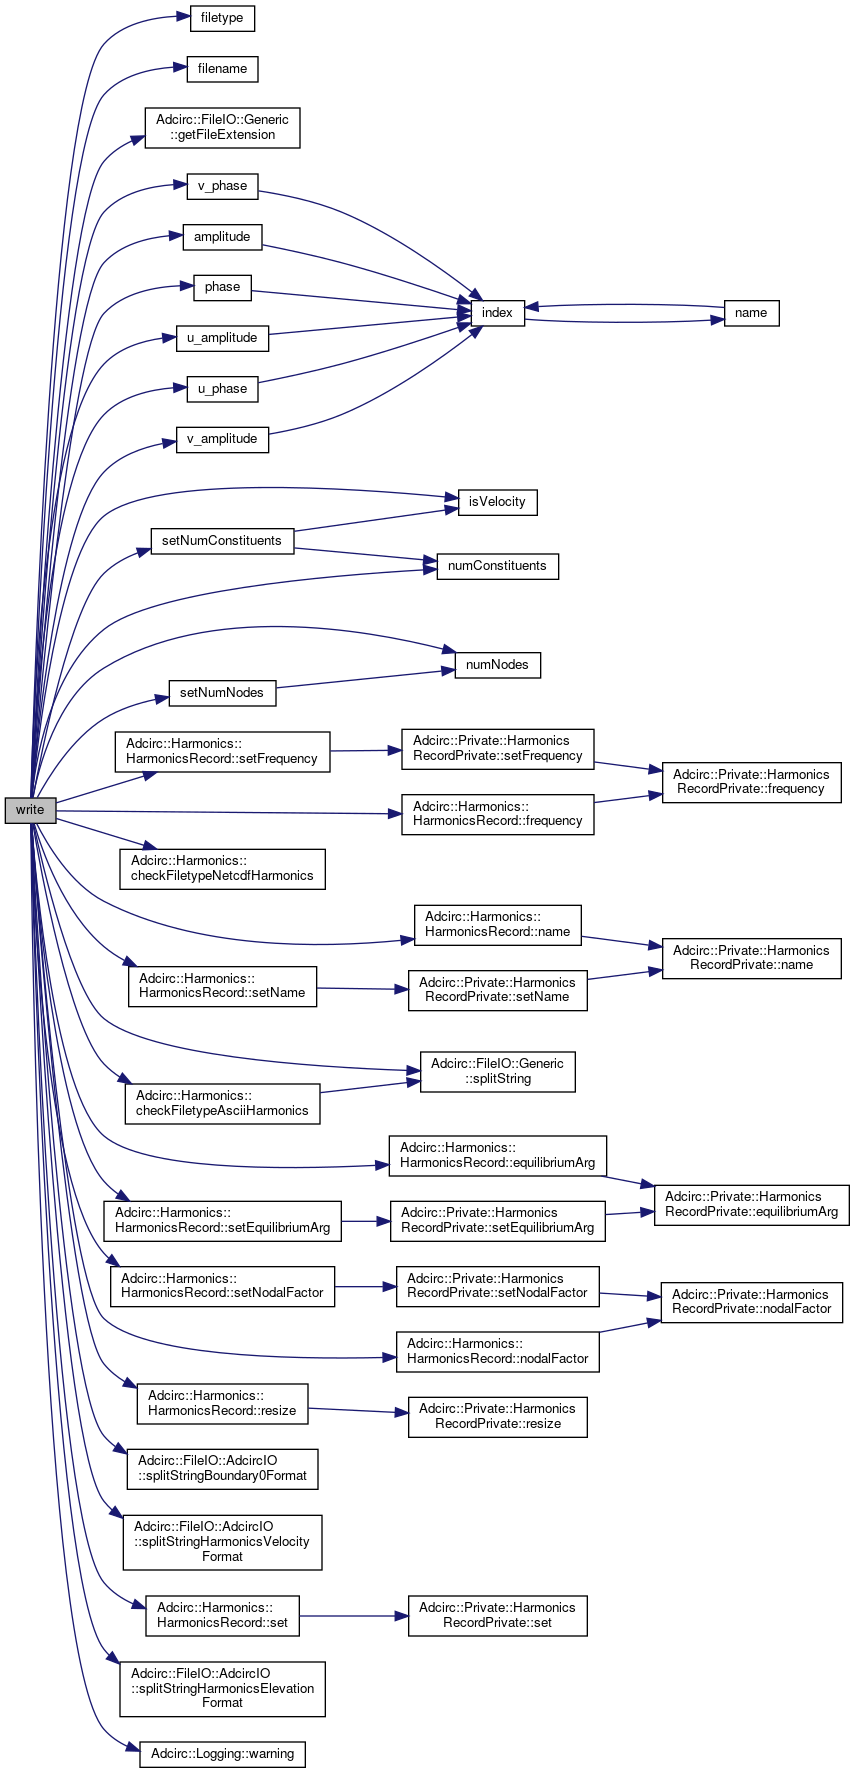 filetype
filename
Adcirc::FileIO::Generic
::getFileExtension
v_phase
amplitude
phase
index
name
u_amplitude
u_phase
v_amplitude
isVelocity
setNumConstituents
numConstituents
numNodes
setNumNodes
Adcirc::Harmonics::
HarmonicsRecord::setFrequency
Adcirc::Private::Harmonics
RecordPrivate::setFrequency
Adcirc::Private::Harmonics
RecordPrivate::frequency
write
Adcirc::Harmonics::
HarmonicsRecord::frequency
Adcirc::Harmonics::
checkFiletypeNetcdfHarmonics
Adcirc::Harmonics::
HarmonicsRecord::name
Adcirc::Private::Harmonics
RecordPrivate::name
Adcirc::Harmonics::
HarmonicsRecord::setName
Adcirc::Private::Harmonics
RecordPrivate::setName
Adcirc::FileIO::Generic
::splitString
Adcirc::Harmonics::
checkFiletypeAsciiHarmonics
Adcirc::Harmonics::
HarmonicsRecord::equilibriumArg
Adcirc::Private::Harmonics
RecordPrivate::equilibriumArg
Adcirc::Harmonics::
HarmonicsRecord::setEquilibriumArg
Adcirc::Private::Harmonics
RecordPrivate::setEquilibriumArg
Adcirc::Harmonics::
HarmonicsRecord::setNodalFactor
Adcirc::Private::Harmonics
RecordPrivate::setNodalFactor
Adcirc::Private::Harmonics
RecordPrivate::nodalFactor
Adcirc::Harmonics::
HarmonicsRecord::nodalFactor
Adcirc::Harmonics::
HarmonicsRecord::resize
Adcirc::Private::Harmonics
RecordPrivate::resize
Adcirc::FileIO::AdcircIO
::splitStringBoundary0Format
Adcirc::FileIO::AdcircIO
::splitStringHarmonicsVelocity
Format
Adcirc::Harmonics::
HarmonicsRecord::set
Adcirc::Private::Harmonics
RecordPrivate::set
Adcirc::FileIO::AdcircIO
::splitStringHarmonicsElevation
Format
Adcirc::Logging::warning